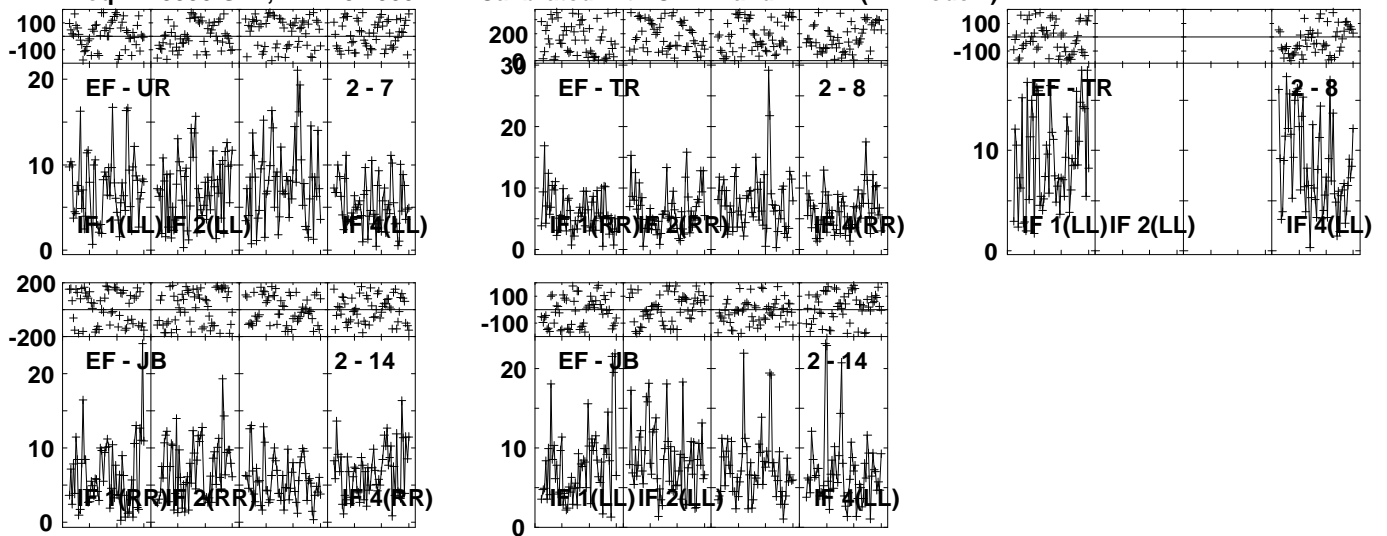 100
-100
20
10
0
EF - UR
2 - 7
IF 1(LL) IF 2(LL)
IF 4(LL)
200
0
30
20
10
0
EF - TR
2 - 8
IF 1(RR) IF 2(RR)
IF 4(RR)
100
-100
10
0
EF - TR
2 - 8
IF 1(LL) IF 2(LL)
IF 4(LL)
200
-200
20
10
0
EF - JB
2 - 14
IF 1(RR) IF 2(RR)
IF 4(RR)
100
-100
20
10
0
EF - JB
2 - 14
IF 1(LL) IF 2(LL)
IF 4(LL)